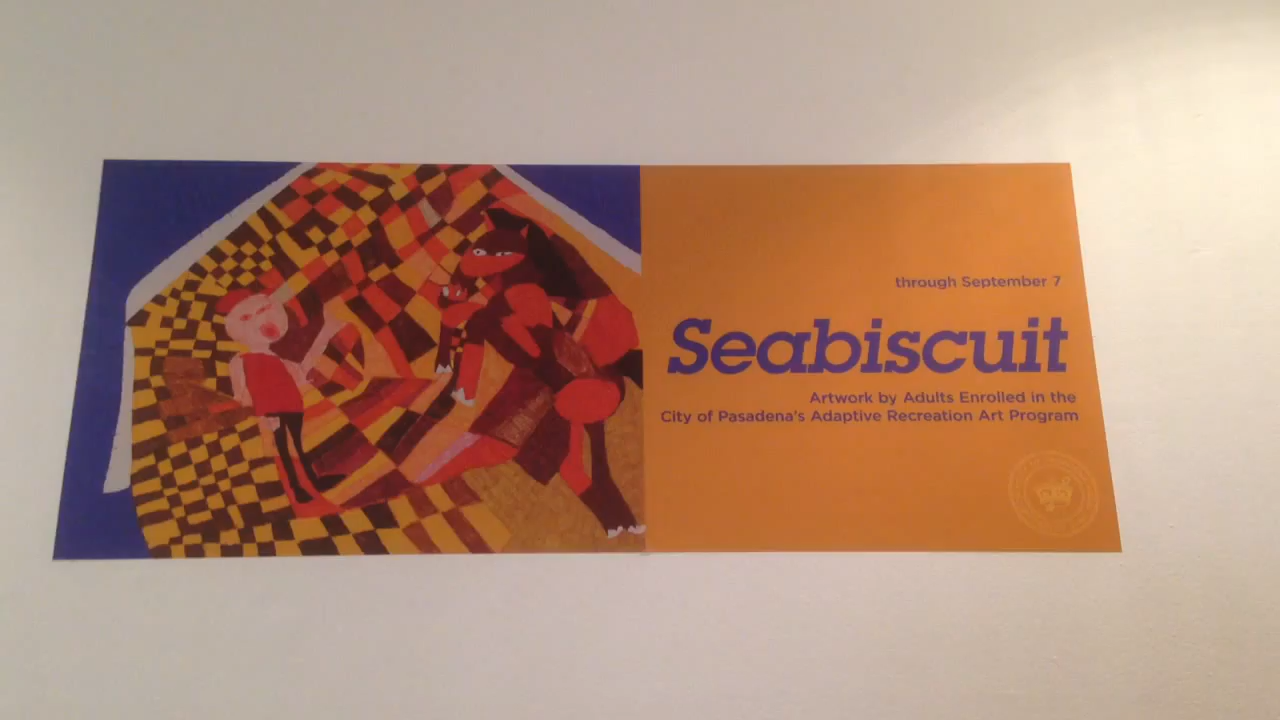 through September 7
Seabiscuit
Artwork by Adults Enrolled in the
City of Pasadena's Adaptive Recreation Art Program